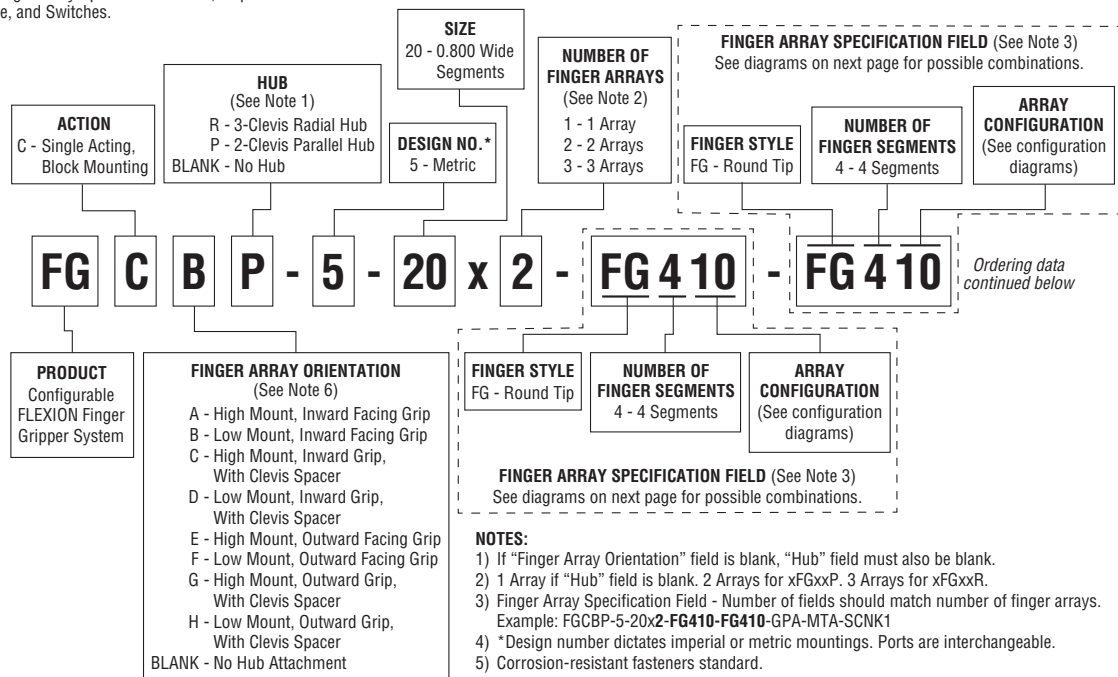 e, and Switches.
SIZE
20 - 0.800 Wide
Segments
NUMBER OF
FINGER ARRAYS
(See Note 2)
1 - 1 Array
2 - 2 Arrays
3 - 3 Arrays
FINGER ARRAY SPECIFICATION FIELD (See Note 3)
See diagrams on next page for possible combinations.
HUB
(See Note 1)
R - 3-Clevis Radial Hub
P - 2-Clevis Parallel Hub
BLANK - No Hub
ACTION
C - Single Acting,
Block Mounting
DESIGN NO.*
5 - Metric
FINGER STYLE
FG - Round Tip
NUMBER OF
FINGER SEGMENTS
4 - 4 Segments
ARRAY
CONFIGURATION
(See configuration
diagrams)
FG C B P - 5 - 20 x 2 - FG 4 10 - FG 4 10
Ordering data
continued below
PRODUCT
Configurable
FLEXION Finger
Gripper System
FINGER ARRAY ORIENTATION
(See Note 6)
A - High Mount, Inward Facing Grip
B - Low Mount, Inward Facing Grip
C - High Mount, Inward Grip,
With Clevis Spacer
D - Low Mount, Inward Grip,
With Clevis Spacer
E - High Mount, Outward Facing Grip
F - Low Mount, Outward Facing Grip
G - High Mount, Outward Grip,
With Clevis Spacer
H - Low Mount, Outward Grip,
With Clevis Spacer
BLANK - No Hub Attachment
FINGER STYLE
FG - Round Tip
NUMBER OF
FINGER SEGMENTS
4 - 4 Segments
ARRAY
CONFIGURATION
(See configuration
diagrams)
FINGER ARRAY SPECIFICATION FIELD (See Note 3)
See diagrams on next page for possible combinations.
NOTES:
1) If "Finger Array Orientation" field is blank, "Hub" field must also be blank.
2) 1 Array if "Hub" field is blank. 2 Arrays for xFGxxP. 3 Arrays for xFGxxR.
3) Finger Array Specification Field - Number of fields should match number of finger arrays.
Example: FGCBP-5-20x2-FG410-FG410-GPA-MTA-SCNK1
4) *Design number dictates imperial or metric mountings. Ports are interchangeable.
5) Corrosion-resistant fasteners standard.